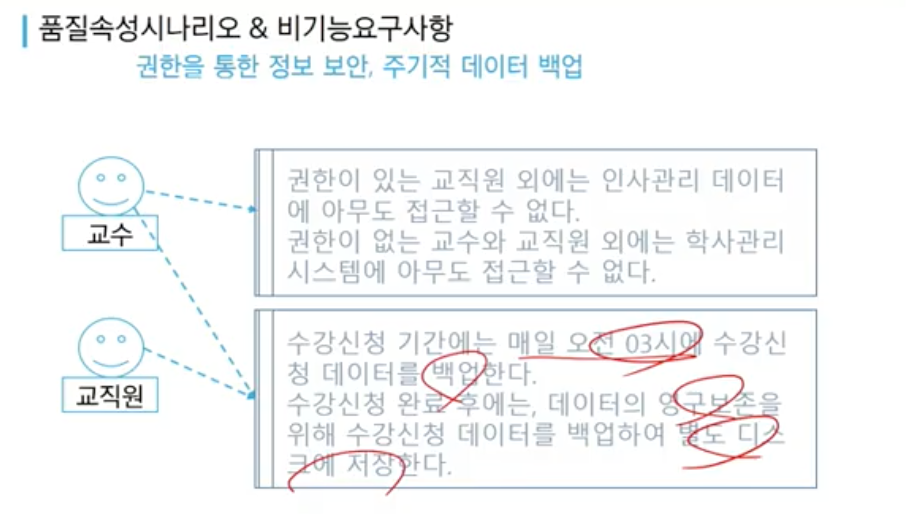 품질속성시나리오 & 비기능요구사항
권한을 통한 정보 보안, 주기적 데이터 백업
교수
권한이 있는 교직원 외에는 인사관리 데이터
에 아무도 접근할 수 없다.
권한이 없는 교수와 교직원 외에는 학사관리
시스템에 아무도 접근할 수 없다.
교직원
수강신청 기간에는 매일 오전 03시에 수강신
청 데이터를 백업한다.
수강신청 완료 후에는, 데이터의 영구보존을
위해 수강신청 데이터를 백업하여 별도 디스
크에 저장한다.